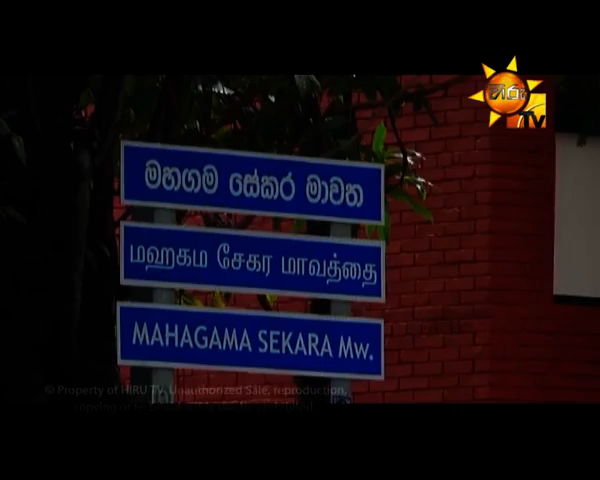 හිරු
TV
මහගම සේකර මාවත
மஹகம சேகர மாவத்தை
MAHAGAMA SEKARA Mw.
© Property of HIRU TV. Unauthorized Sale, reproduction,